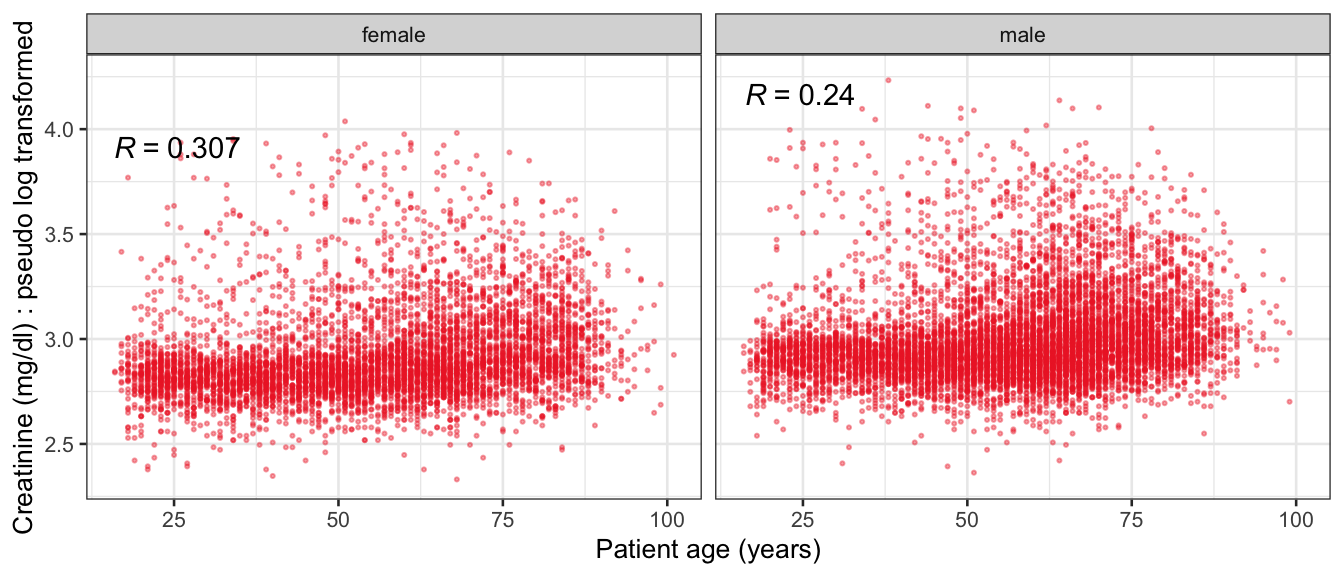 female
male
Creatinine (mg/dl) : pseudo log transformed
4.0
3.5
3.0
2.5
R = 0.307
R = 0.24
25
50
75
100
25
50
75
100
Patient age (years)